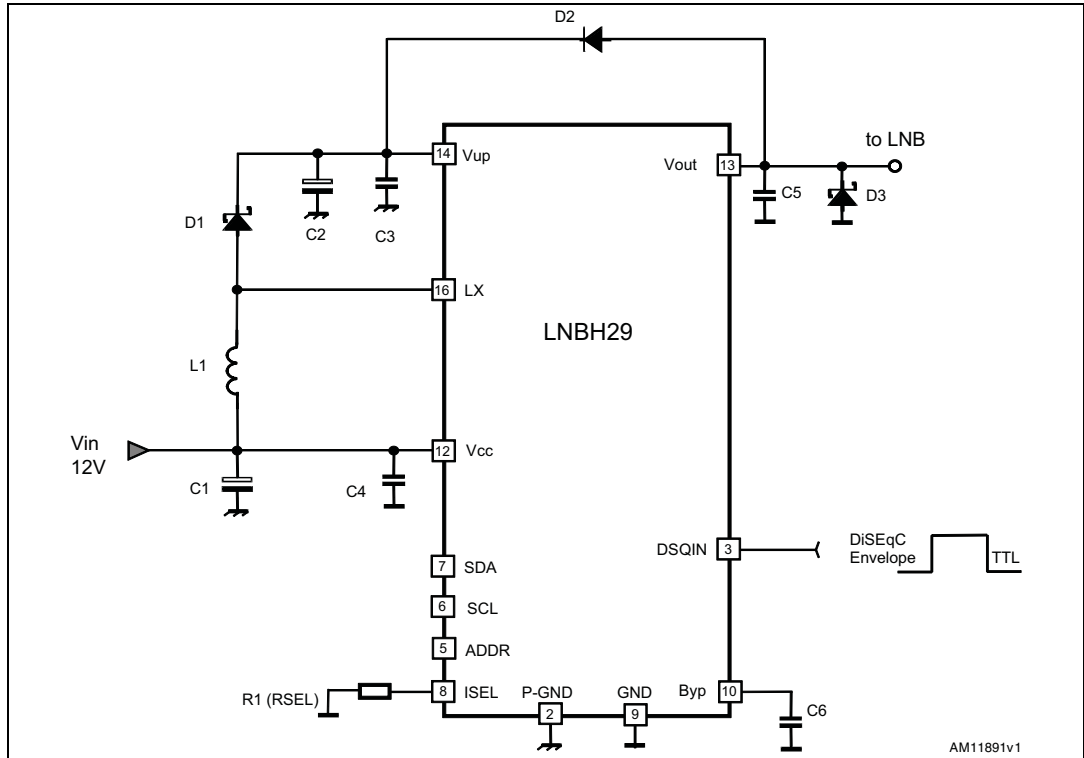 D2
to LNB
14 Vup
Vout 13
D1
C2
C3
C5
D3
16 LX
LNBH29
L1
Vin
12V
12 Vcc
C1
C4
DSQIN 3
DiSEqC
Envelope
TTL
7 SDA
6 SCL
5 ADDR
R1 (RSEL)
8 ISEL
P-GND
2
GND
9
Byp 10
C6
AM11891v1